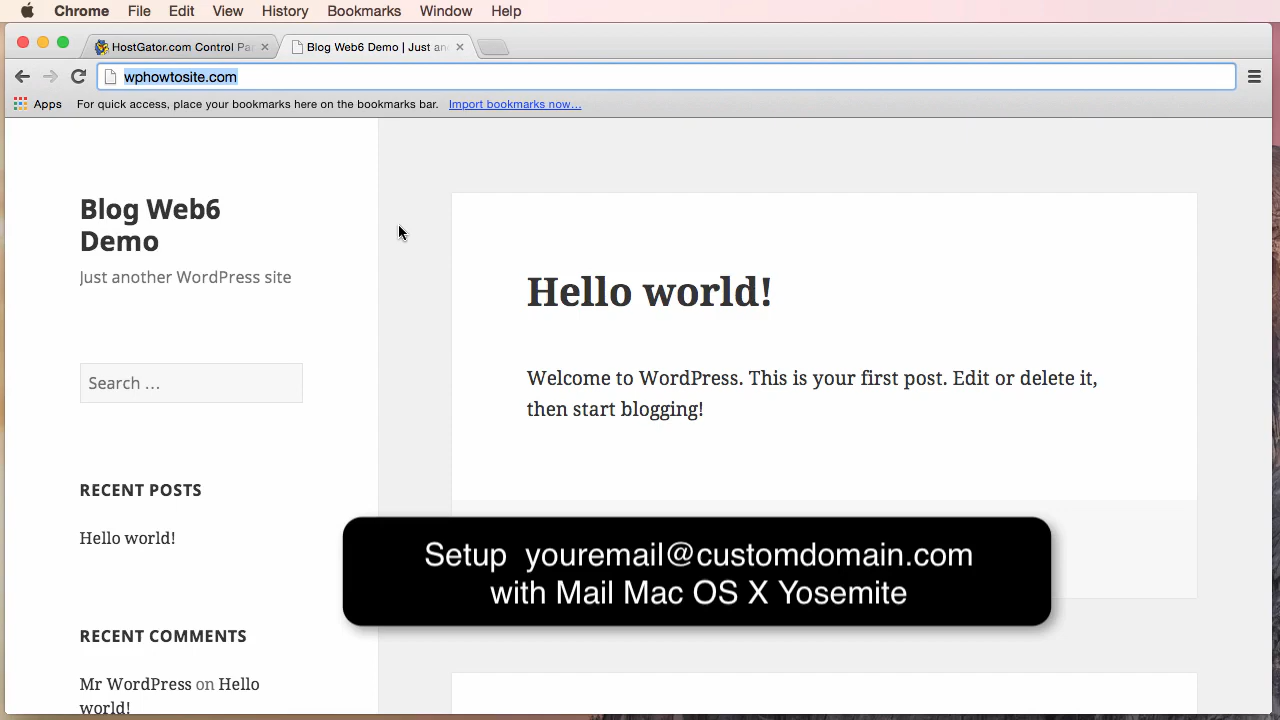 Chrome File Edit View History Bookmarks Window Help
HostGator.com Control Pa
Blog Web6 Demo | Just an
wphowtosite.com
Apps For quick access, place your bookmarks here on the bookmarks bar. Import bookmarks now...
Blog Web6
Demo
Just another WordPress site
Search ...
RECENT POSTS
Hello world!
RECENT COMMENTS
Mr WordPress on Hello
world!
Hello world!
Welcome to WordPress. This is your first post. Edit or delete it,
then start blogging!
Setup youremail@customdomain.com
with Mail Mac OS X Yosemite